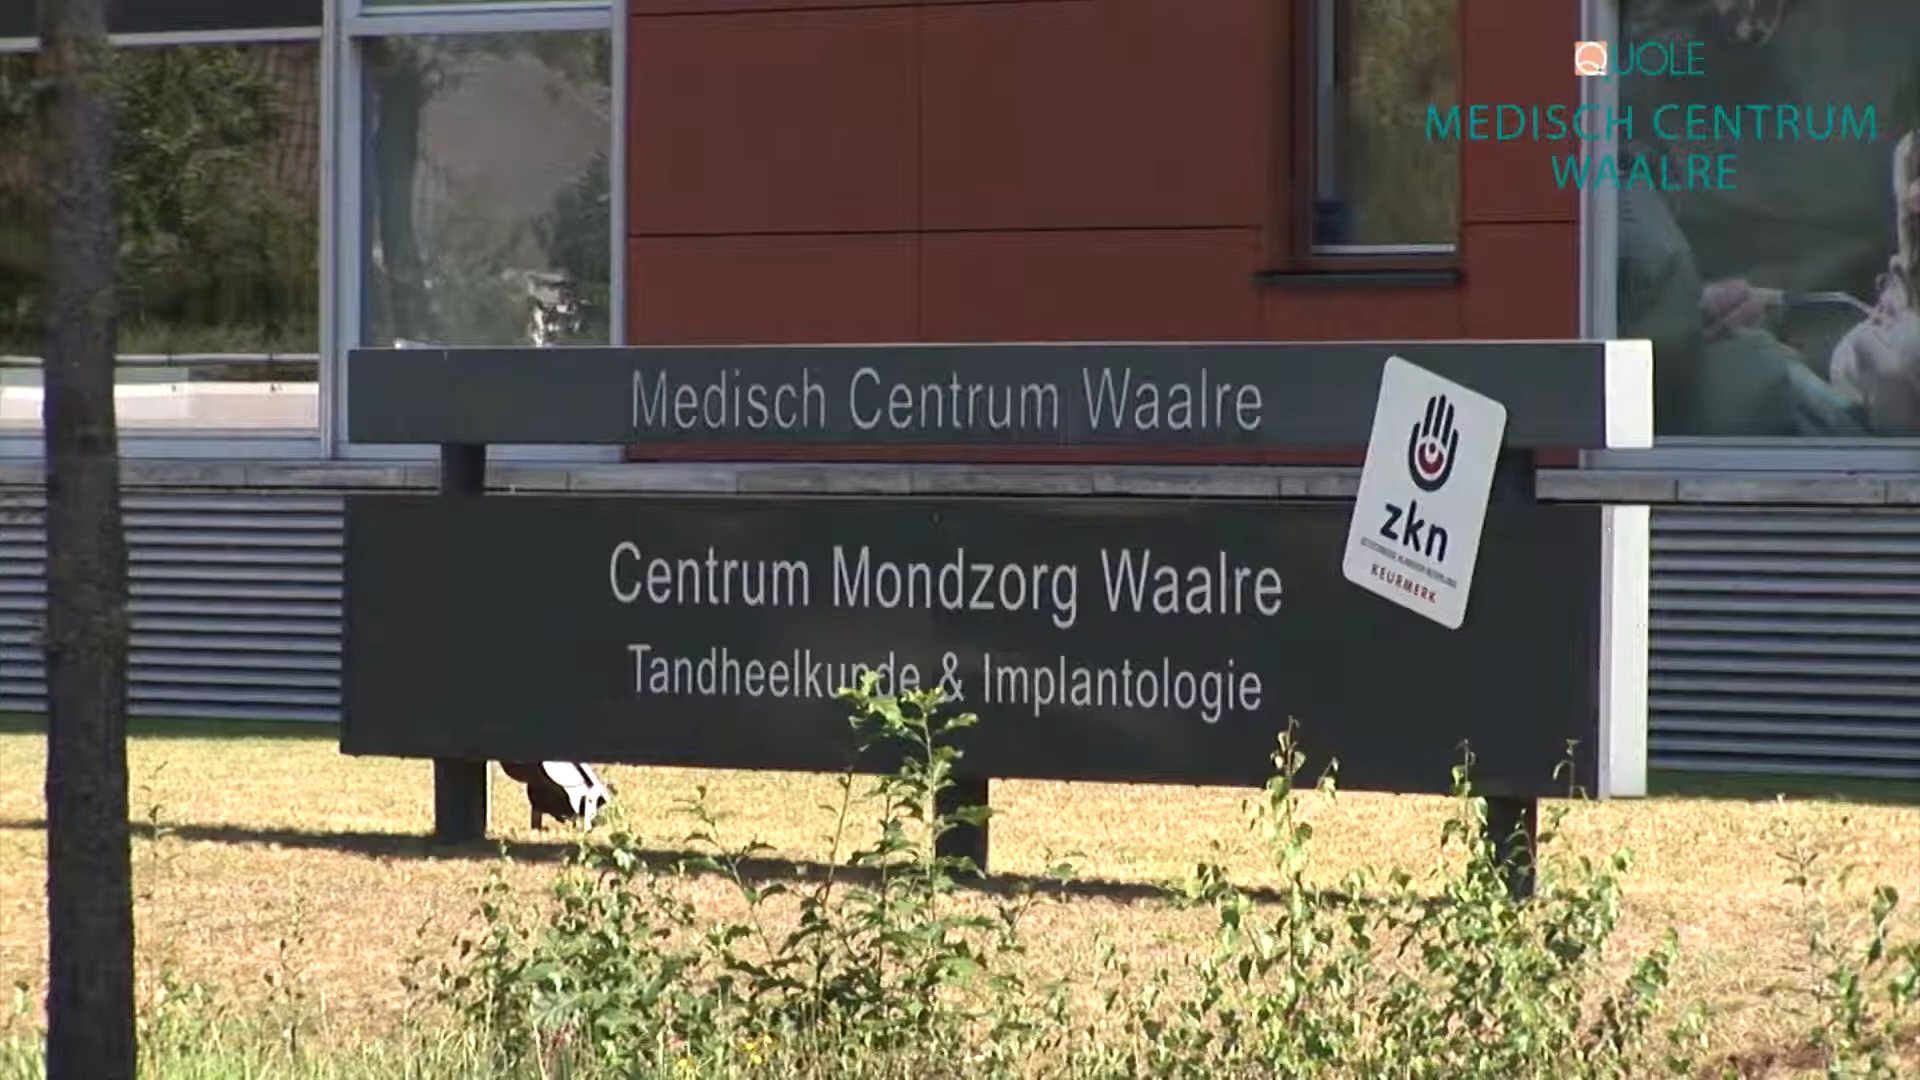 QUOLE
MEDISCH CENTRUM
WAALRE
Medisch Centrum Waalre
zkn
KEURMERK
Centrum Mondzorg Waalre
Tandheelkunde & Implantologie